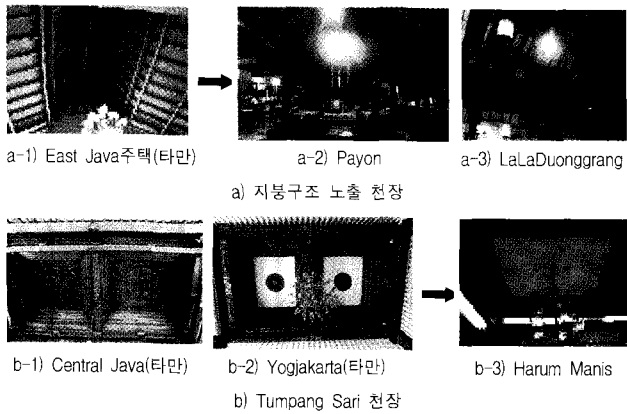 a-1) East Java주택(타만)
a-2) Payon
a-3) LaLaDuonggrang
a) 지붕구조 노출 천장
b-1) Central Java(타만)
b-2) Yogjakarta(타만)
b-3) Harum Manis
b) Tumpang Sari 천장